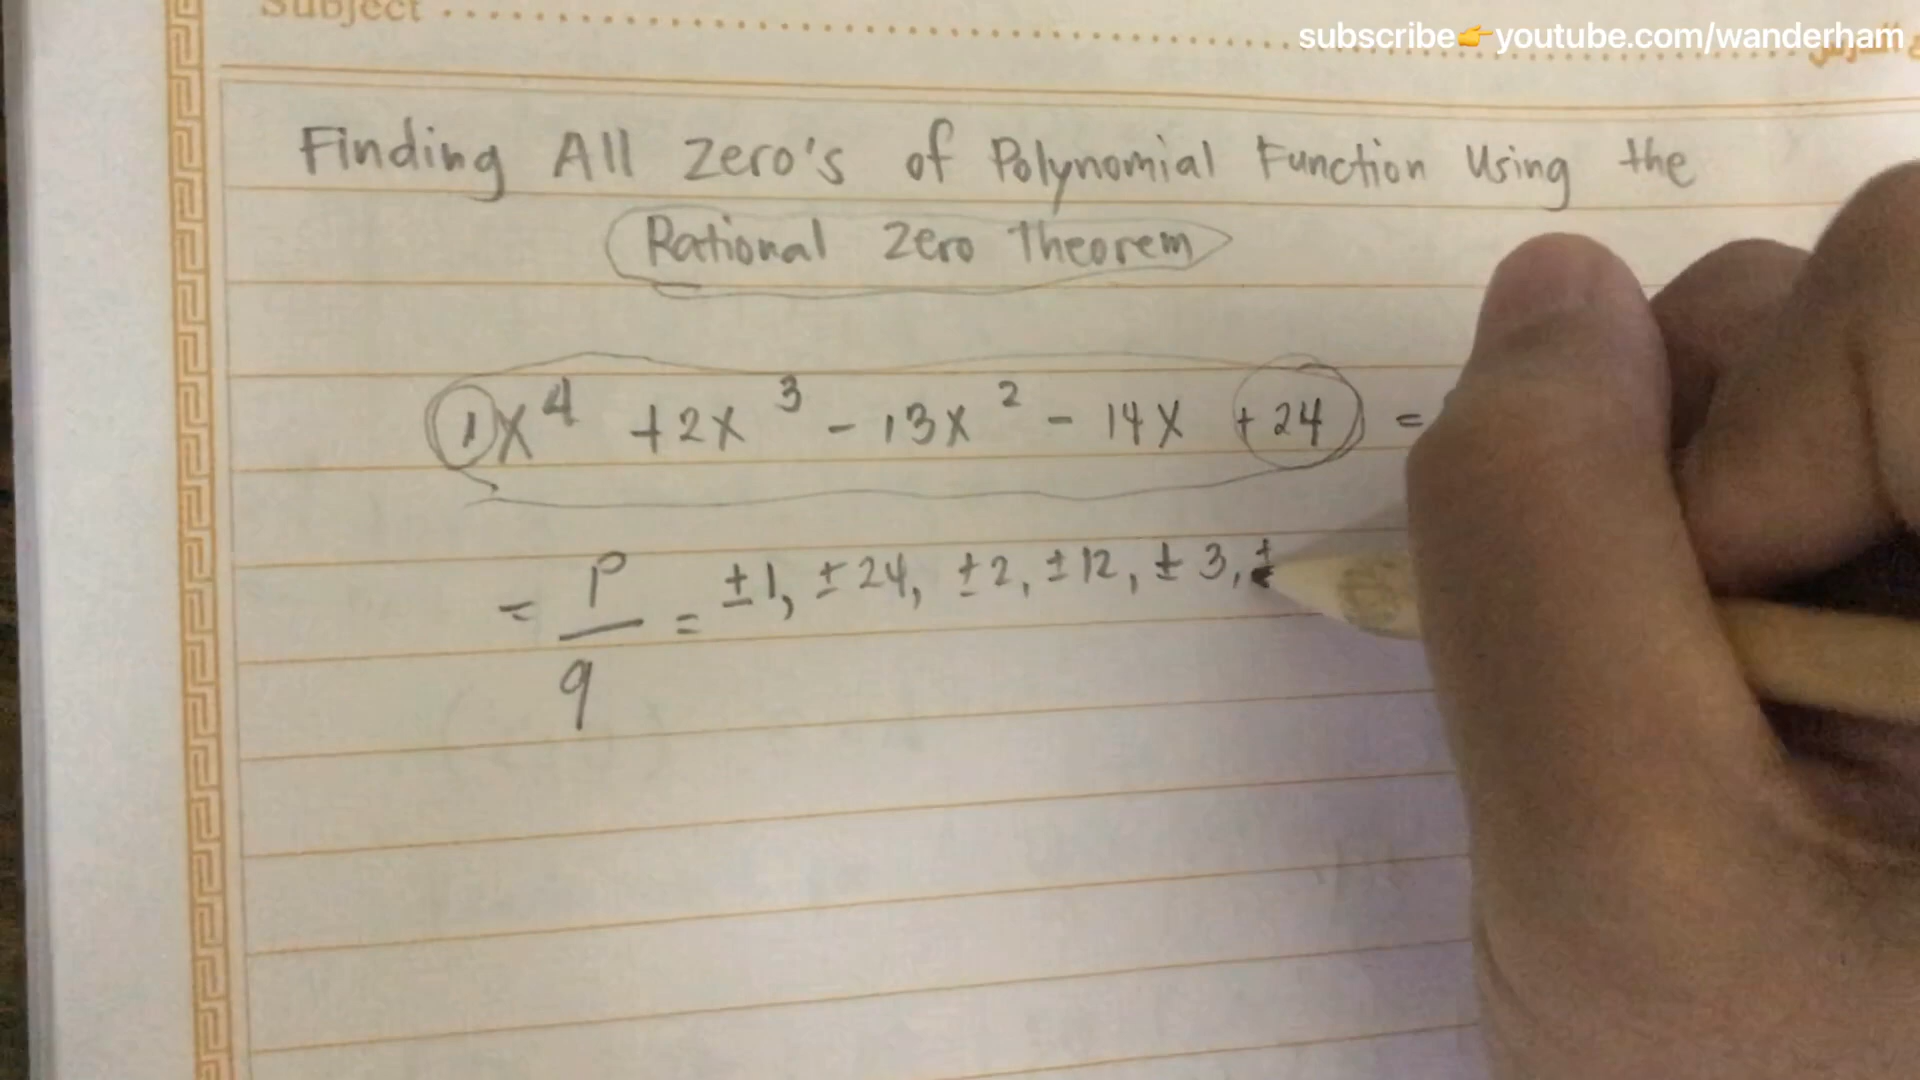 Subject
subscribe👉youtube.com/wanderham
Finding All Zero's of Polynomial Function Using the
Rational Zero Theorem
1x⁴ + 2x³ - 13x² - 14x + 24 =
= P/q = ±1, ±24, ±2, ±12, ±3, ±